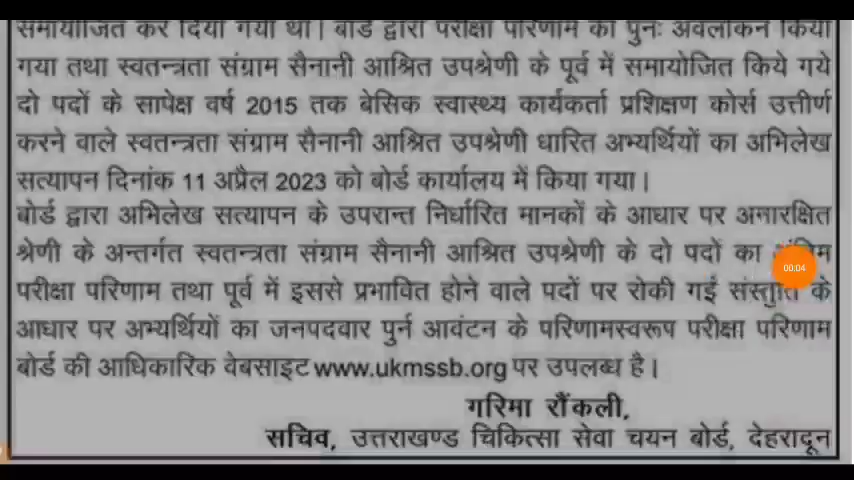 समायोजित कर दिया गया था। बोर्ड द्वारा परीक्षा परिणाम का पुनः अवलोकन किया
गया तथा स्वतन्त्रता संग्राम सैनानी आश्रित उपश्रेणी के पूर्व में समायोजित किये गये
दो पदों के सापेक्ष वर्ष 2015 तक बेसिक स्वास्थ्य कार्यकर्ता प्रशिक्षण कोर्स उत्तीर्ण
करने वाले स्वतन्त्रता संग्राम सैनानी आश्रित उपश्रेणी धारित अभ्यर्थियों का अभिलेख
सत्यापन दिनांक 11 अप्रैल 2023 को बोर्ड कार्यालय में किया गया।
बोर्ड द्वारा अभिलेख सत्यापन के उपरान्त निर्धारित मानकों के आधार पर अनारक्षित
श्रेणी के अन्तर्गत स्वतन्त्रता संग्राम सैनानी आश्रित उपश्रेणी के दो पदों का
00:04
परीक्षा परिणाम तथा पूर्व में इससे प्रभावित होने वाले पदों पर रोकी गई संस्तुति के
आधार पर अभ्यर्थियों का जनपदवार पुर्न आवंटन के परिणामस्वरूप परीक्षा परिणाम
बोर्ड की आधिकारिक वेबसाइट www.ukmssb.org पर उपलब्ध है।
गरिमा रौंकली,
सचिव, उत्तराखण्ड चिकित्सा सेवा चयन बोर्ड, देहरादून